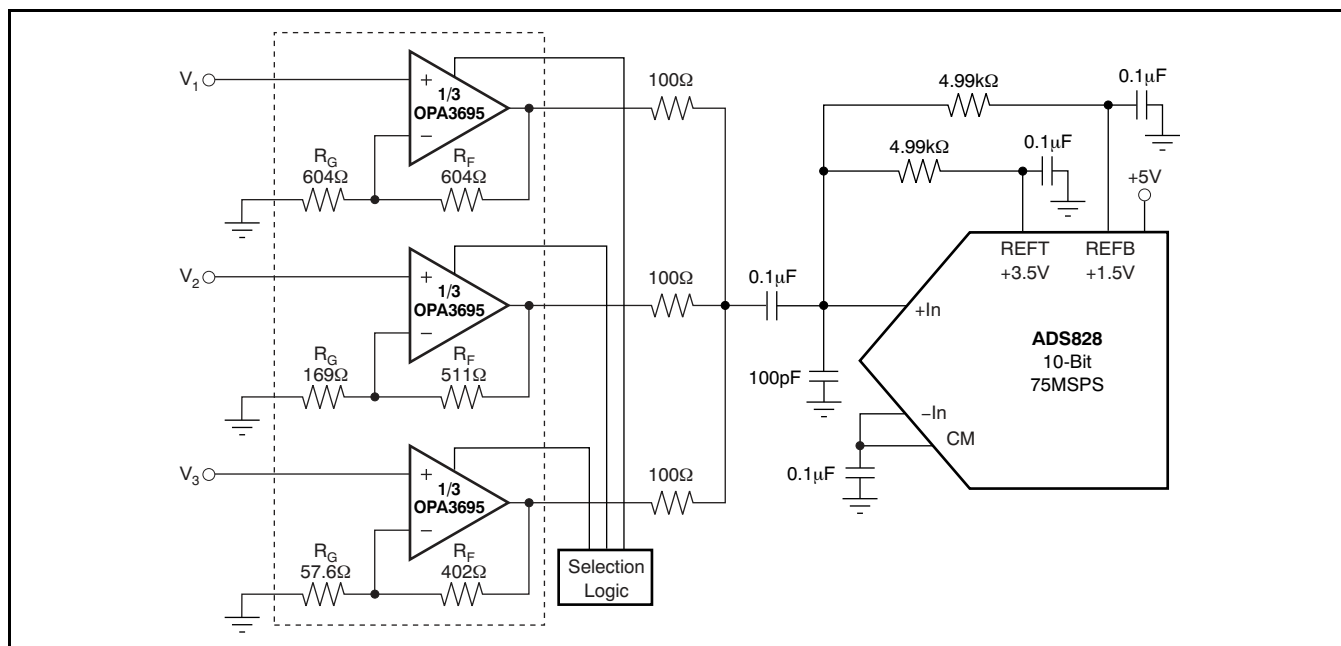 V1
+
1/3
OPA3695
−
RG
604Ω
RF
604Ω
100Ω
V2
+
1/3
OPA3695
−
RG
169Ω
RF
511Ω
100Ω
V3
+
1/3
OPA3695
−
RG
57.6Ω
RF
402Ω
100Ω
Selection
Logic
0.1µF
100pF
4.99kΩ
0.1µF
4.99kΩ
0.1µF
+5V
REFT
+3.5V
REFB
+1.5V
+In
ADS828
10-Bit
75MSPS
−In
CM
0.1µF